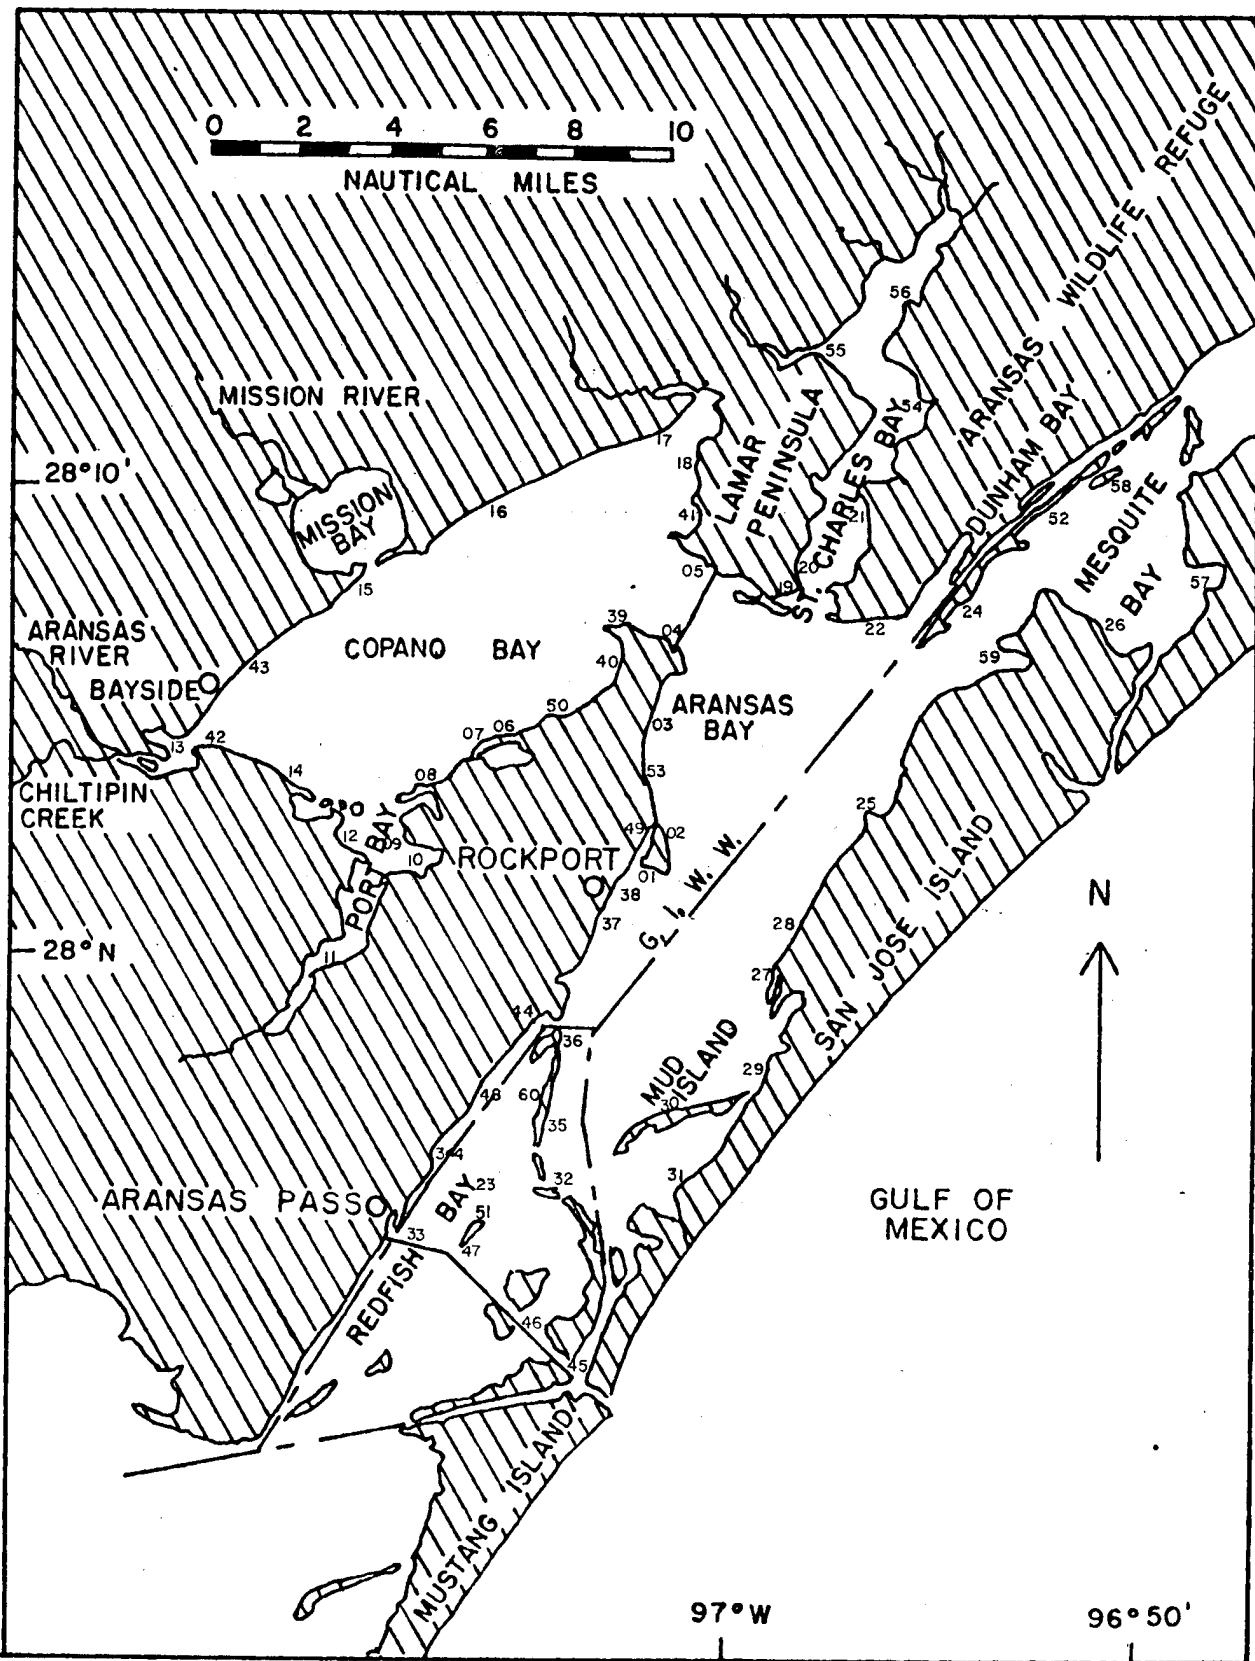 0 2 4 6 8 10
NAUTICAL MILES
ARANSAS WILDLIFE REFUGE
56
55
MISSION RIVER
LAMAR
PENINSULA
54
17
18
28°10'
ST. CHARLES BAY
DUNHAM BAY
58
52
MESQUITE
BAY
16
41
21
MISSION
BAY
15
05
20
19
24
57
22
26
39
04
ARANSAS
RIVER
COPANO BAY
40
59
43
BAYSIDE
ARANSAS
BAY
50
03
07 06
13
42
14
08
53
CHILTIPIN
CREEK
25
12
09
10
PORT BAY
49
02
ROCKPORT
01
38
G. I. W. W.
N
37
28
28°N
11
27
SAN JOSE ISLAND
44
36
MUD
ISLAND
29
48
60
30
35
34
31
32
23
ARANSAS PASS
51
GULF OF
MEXICO
33
47
REDFISH BAY
46
45
MUSTANG ISLAND
97°W
96°50'